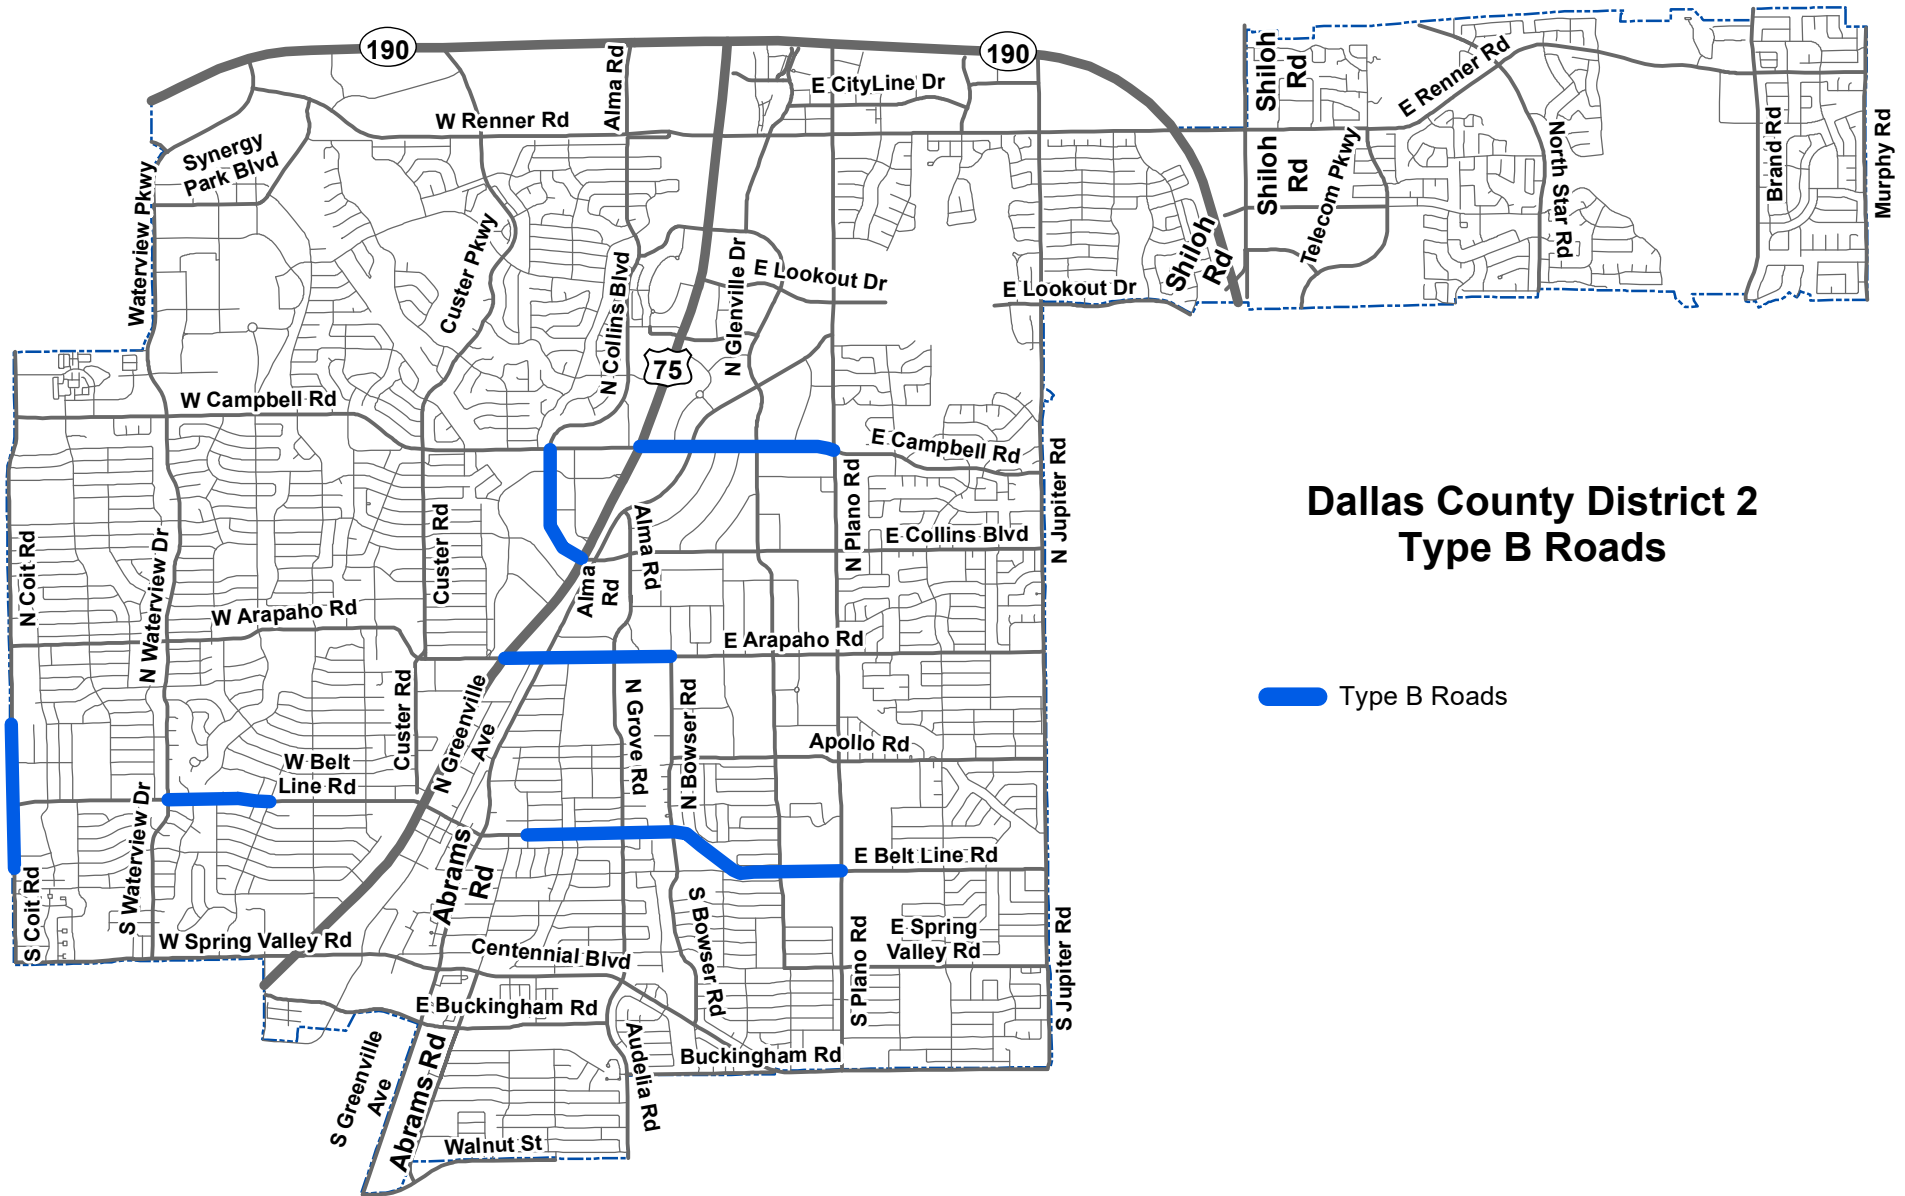 190
190
Alma Rd
E CityLine Dr
Shiloh
Rd
E Renner Rd
W Renner Rd
Synergy
Park Blvd
Shiloh
Rd
Telecom Pkwy
North Star Rd
Brand Rd
Murphy Rd
Waterview Pkwy
Custer Pkwy
N Collins Blvd
N Glenville Dr
E Lookout Dr
E Lookout Dr
Shiloh
Rd
75
W Campbell Rd
E Campbell Rd
N Jupiter Rd
Dallas County District 2
Type B Roads
N Coit Rd
N Waterview Dr
Custer Rd
Alma Rd
N Plano Rd
E Collins Blvd
Alma
Rd
W Arapaho Rd
E Arapaho Rd
Type B Roads
Custer Rd
N Greenville
Ave
N Grove Rd
N Bowser Rd
Apollo Rd
W Belt
Line Rd
S Waterview Dr
Abrams
Rd
E Belt Line Rd
S Coit Rd
S Bowser Rd
S Plano Rd
E Spring
Valley Rd
S Jupiter Rd
W Spring Valley Rd
Centennial Blvd
E Buckingham Rd
Buckingham Rd
S Greenville
Ave
Abrams Rd
Audelia Rd
Walnut St